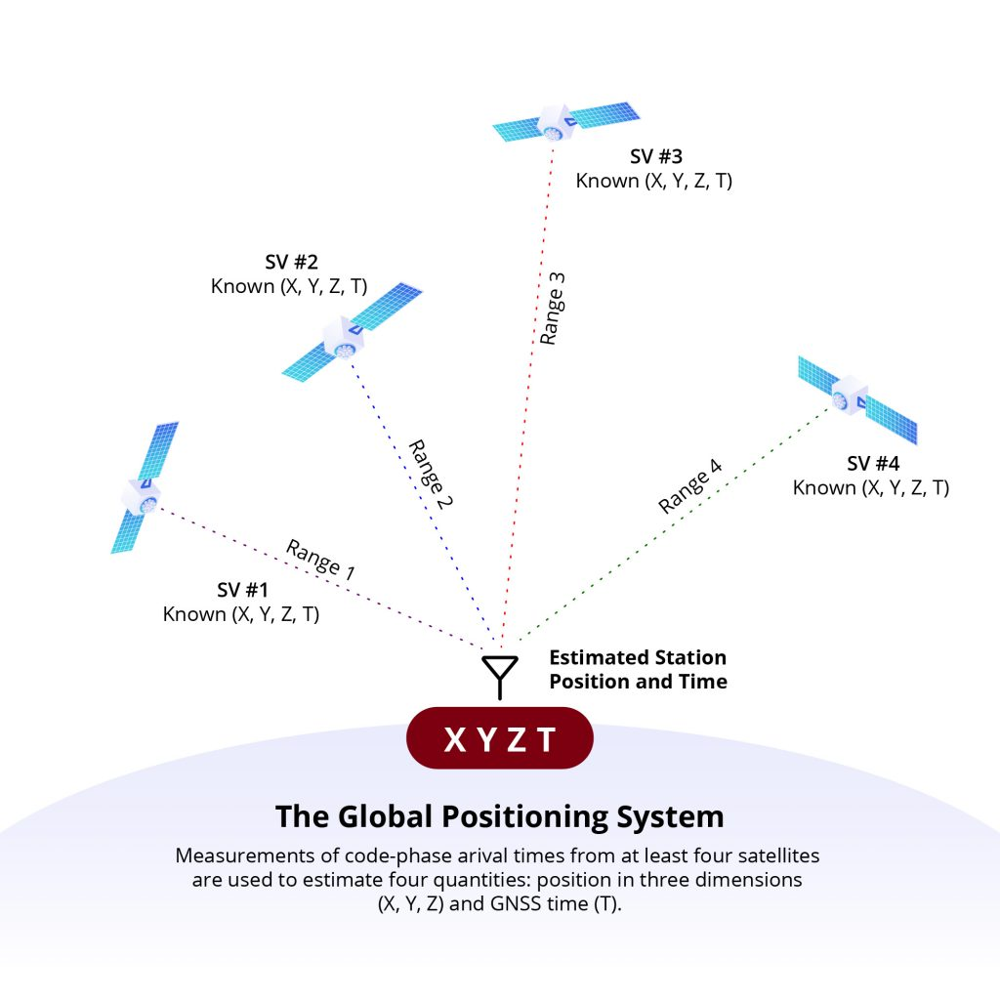 SV #3
Known (X, Y, Z, T)
SV #2
Known (X, Y, Z, T)
Range 3
Range 2
Range 4
SV #4
Known (X, Y, Z, T)
Range 1
SV #1
Known (X, Y, Z, T)
Estimated Station
Position and Time
X Y Z T
The Global Positioning System
Measurements of code-phase arival times from at least four satellites
are used to estimate four quantities: position in three dimensions
(X, Y, Z) and GNSS time (T).